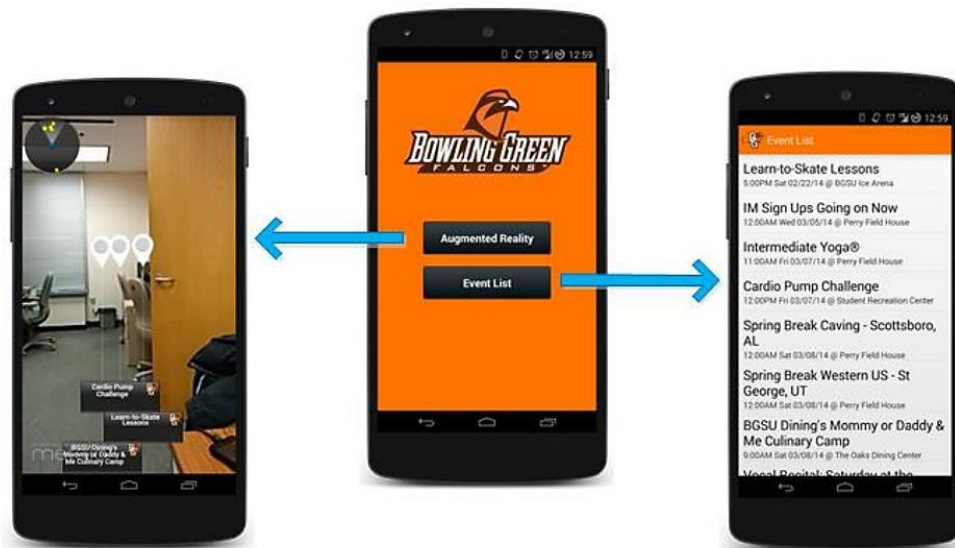 Cardio Pump
Challenge
Learn-to-Skate
Lessons
BGSU Dining's
Mommy or Daddy &
Me Culinary Camp
me
12:59
BOWLING GREEN
FALCONS
Augmented Reality
Event List
12:59
Event List
Learn-to-Skate Lessons
5:00PM Sat 02/22/14 @ BGSU Ice Arena
IM Sign Ups Going on Now
12:00AM Wed 03/05/14 @ Perry Field House
Intermediate Yoga®
11:00AM Fri 03/07/14 @ Perry Field House
Cardio Pump Challenge
12:00PM Fri 03/07/14 @ Student Recreation Center
Spring Break Caving - Scottsboro,
AL
12:00AM Sat 03/08/14 @ Perry Field House
Spring Break Western US - St
George, UT
12:00AM Sat 03/08/14 @ Perry Field House
BGSU Dining's Mommy or Daddy &
Me Culinary Camp
9:00AM Sat 03/08/14 @ The Oaks Dining Center
Vocal Recital: Saturday at the